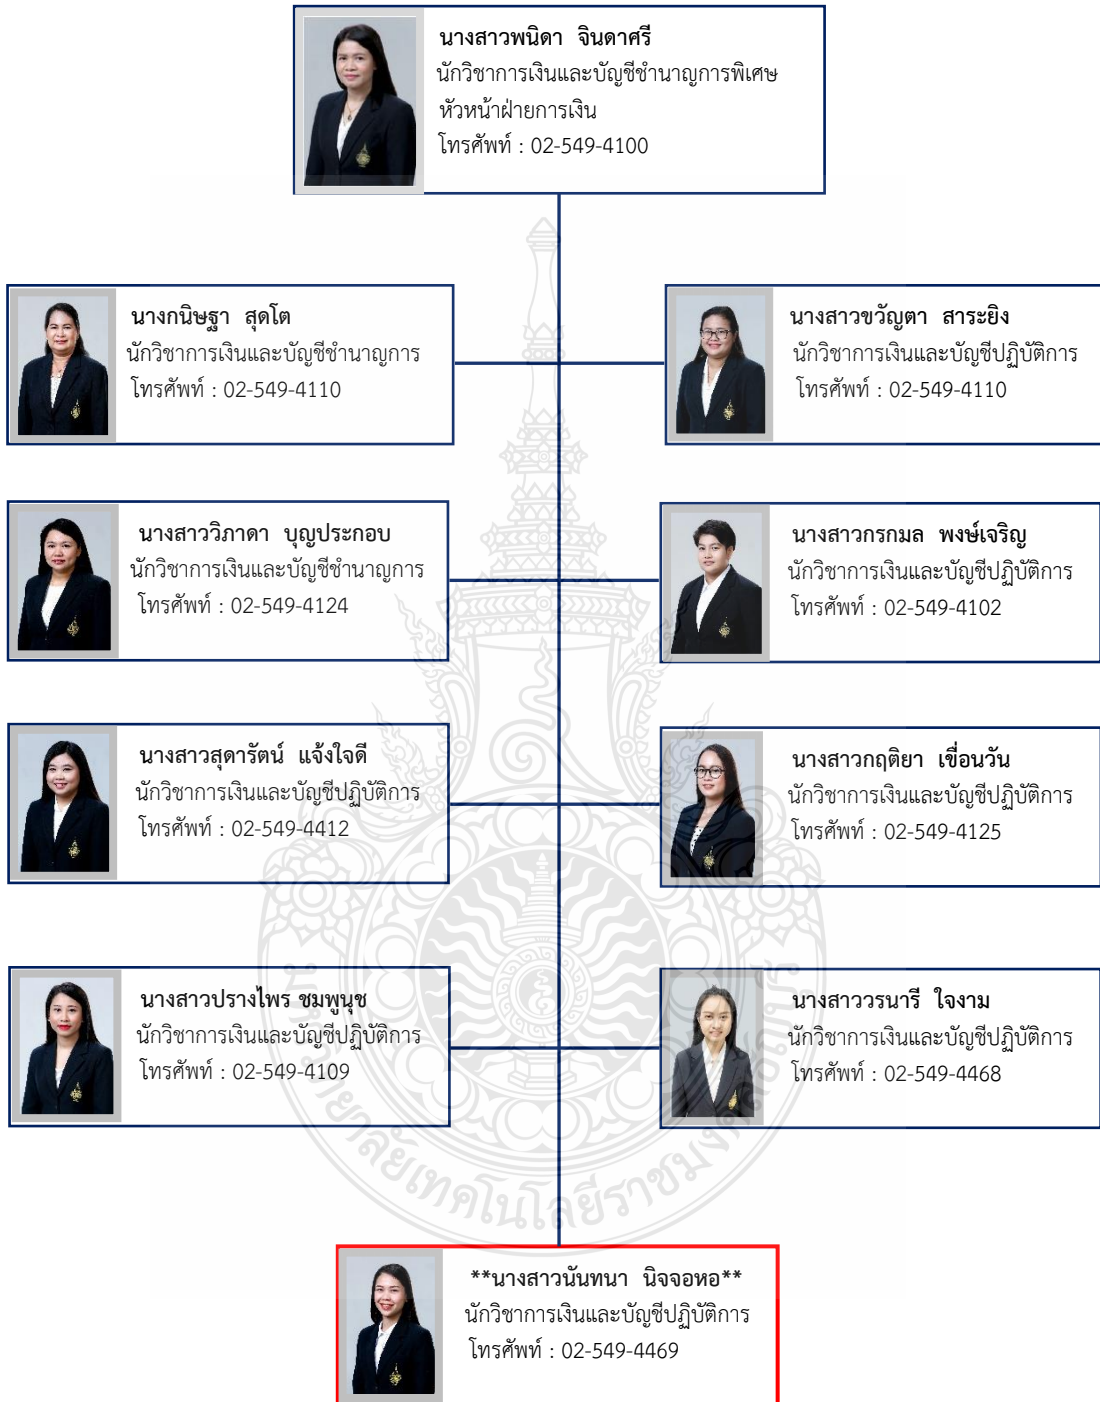 นางสาวพนิดา จินดาศรี
นักวิชาการเงินและบัญชีชำนาญการพิเศษ
หัวหน้าฝ่ายการเงิน
โทรศัพท์ : 02-549-4100
นางกนิษฐา สุดโต
นักวิชาการเงินและบัญชีชำนาญการ
โทรศัพท์ : 02-549-4110
นางสาวขวัญตา สาระยิง
นักวิชาการเงินและบัญชีปฏิบัติการ
โทรศัพท์ : 02-549-4110
นางสาววิภาดา บุญประกอบ
นักวิชาการเงินและบัญชีชำนาญการ
โทรศัพท์ : 02-549-4124
นางสาวกรกมล พงษ์เจริญ
นักวิชาการเงินและบัญชีปฏิบัติการ
โทรศัพท์ : 02-549-4102
นางสาวสุดารัตน์ แจ้งใจดี
นักวิชาการเงินและบัญชีปฏิบัติการ
โทรศัพท์ : 02-549-4412
นางสาวกฤติยา เขื่อนวัน
นักวิชาการเงินและบัญชีปฏิบัติการ
โทรศัพท์ : 02-549-4125
นางสาวปรางไพร ชมพูนุช
นักวิชาการเงินและบัญชีปฏิบัติการ
โทรศัพท์ : 02-549-4109
นางสาววรนารี ใจงาม
นักวิชาการเงินและบัญชีปฏิบัติการ
โทรศัพท์ : 02-549-4468
**นางสาวนันทนา นิจจอหอ**
นักวิชาการเงินและบัญชีปฏิบัติการ
โทรศัพท์ : 02-549-4469